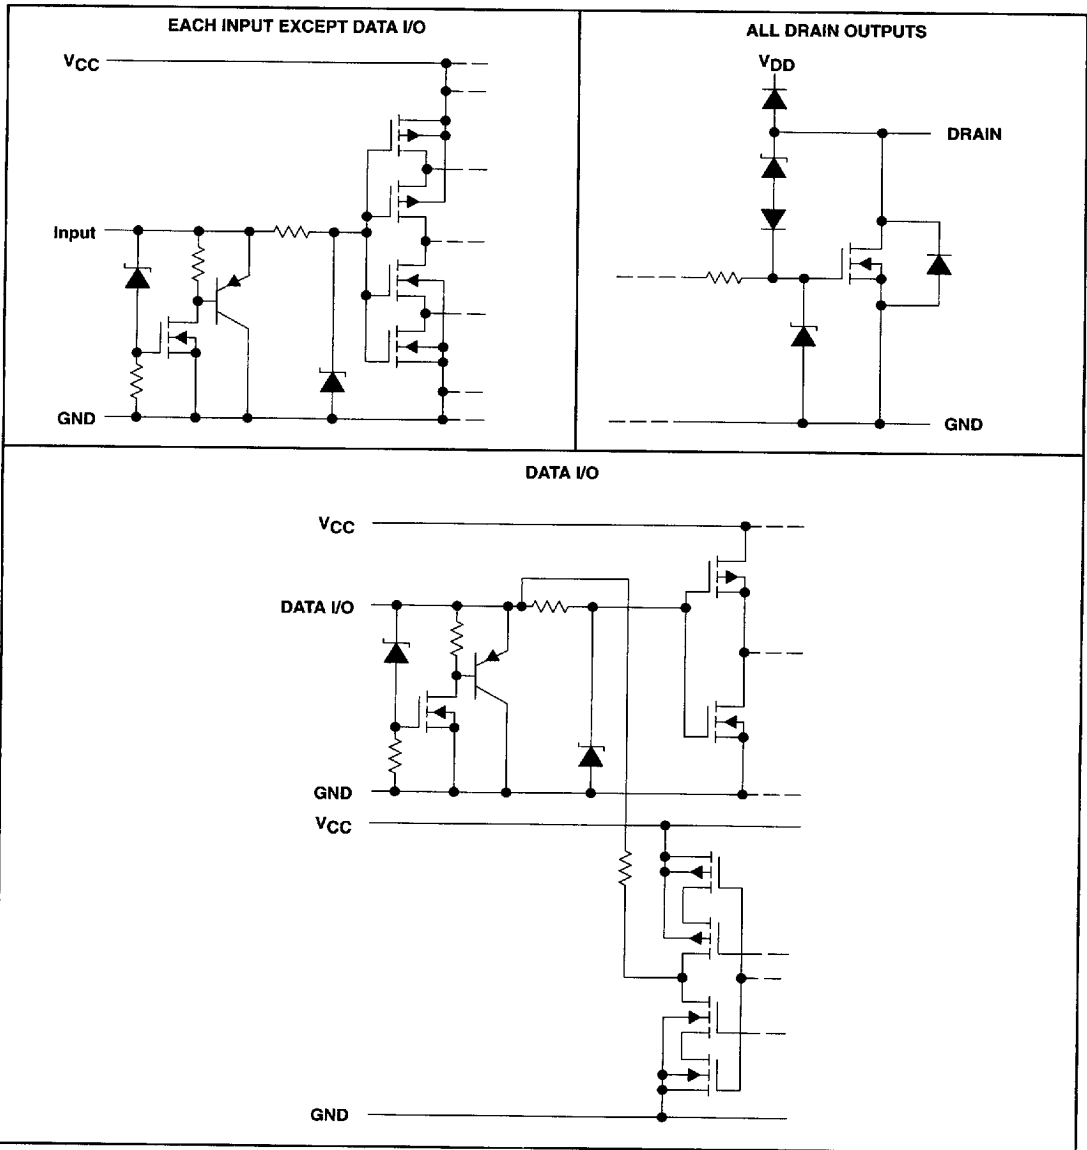 EACH INPUT EXCEPT DATA I/O
VCC
Input
GND
ALL DRAIN OUTPUTS
VDD
DRAIN
GND
DATA I/O
VCC
DATA I/O
GND
VCC
GND